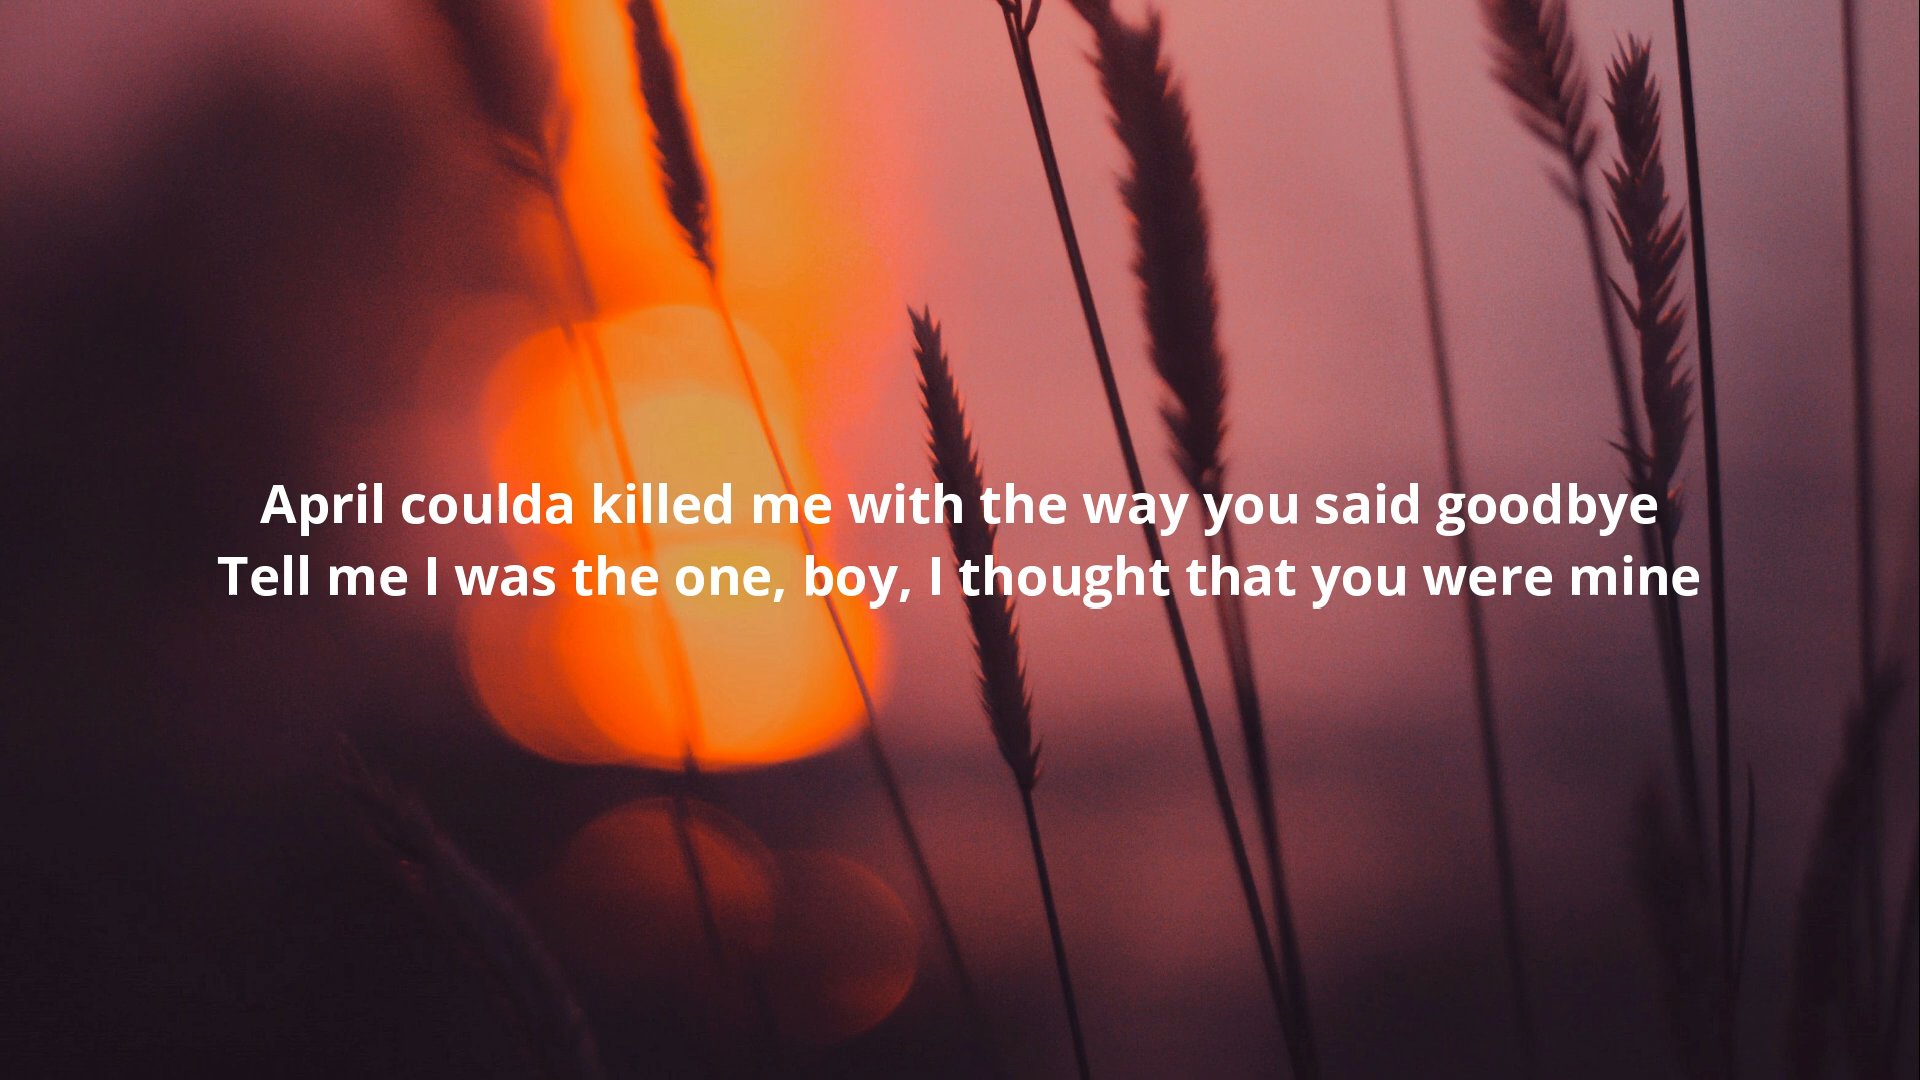 April coulda killed me with the way you said goodbye
Tell me I was the one, boy, I thought that you were mine